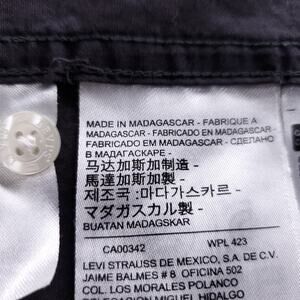 MADE IN MADAGASCAR - FABRIQUE A
MADAGASCAR - FABRICADO EN MADAGASCAR -
FABRICADO EM MADAGASCAR - СДЕЛАНО
В МАДАГАСКАРЕ -
马达加斯加制造 -
馬達加斯加製 -
제조국 : 마다가스카르 -
マダガスカル製 -
BUATAN MADAGSKAR
CA00342 WPL 423
LEVI STRAUSS DE MEXICO, S.A. DE C.V.
JAIME BALMES # 8 OFICINA 502
COL. LOS MORALES POLANCO
DELEGACION MIGUEL HIDALGO